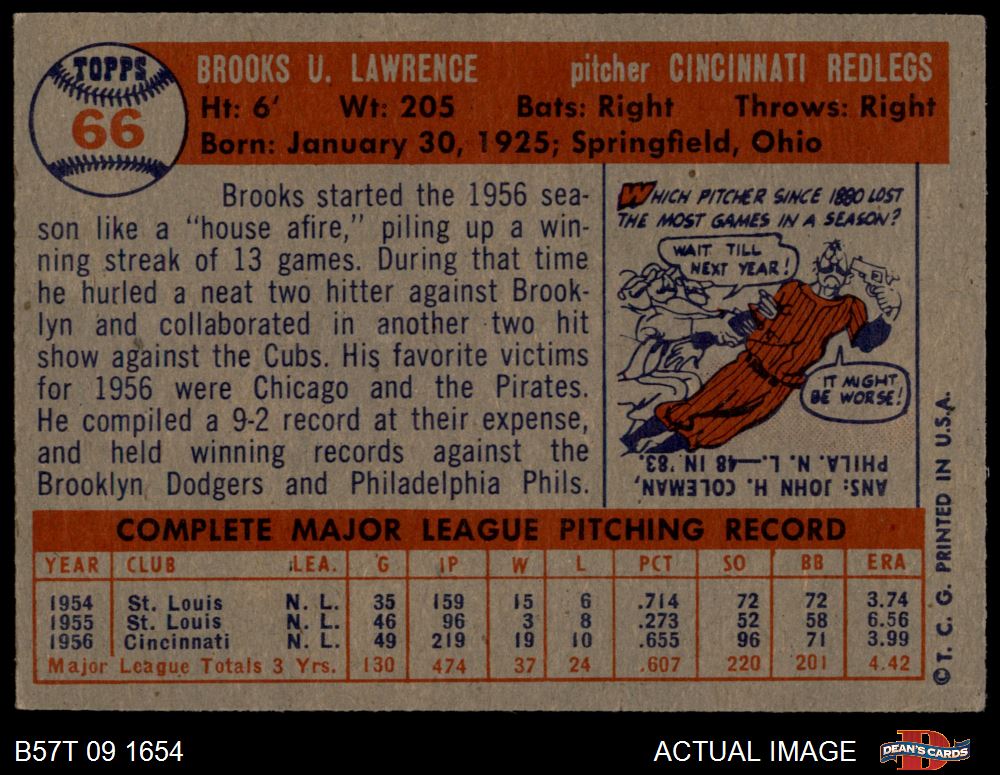 TOPPS
66
BROOKS U. LAWRENCE pitcher CINCINNATI REDLEGS
Ht: 6' Wt: 205 Bats: Right Throws: Right
Born: January 30, 1925; Springfield, Ohio
Brooks started the 1956 sea-
son like a "house afire," piling up a win-
ning streak of 13 games. During that time
he hurled a neat two hitter against Brook-
lyn and collaborated in another two hit
show against the Cubs. His favorite victims
for 1956 were Chicago and the Pirates.
He compiled a 9-2 record at their expense,
and held winning records against the
Brooklyn Dodgers and Philadelphia Phils.
WHICH PITCHER SINCE 1880 LOST
THE MOST GAMES IN A SEASON?
WAIT TILL
NEXT YEAR!
IT MIGHT
BE WORSE!
ANS: JOHN H. COLEMAN,
PHILA. N. L.—48 IN '83.
COMPLETE MAJOR LEAGUE PITCHING RECORD
YEAR CLUB LEA. G IP W L PCT SO BB ERA
1954 St. Louis N. L. 35 159 15 6 .714 72 72 3.74
1955 St. Louis N. L. 46 96 3 8 .273 52 58 6.56
1956 Cincinnati N. L. 49 219 19 10 .655 96 71 3.99
Major League Totals 3 Yrs. 130 474 37 24 .607 220 201 4.42
© T. C. G. PRINTED IN U.S.A.
B57T 09 1654 ACTUAL IMAGE
D
DEAN'S CARDS